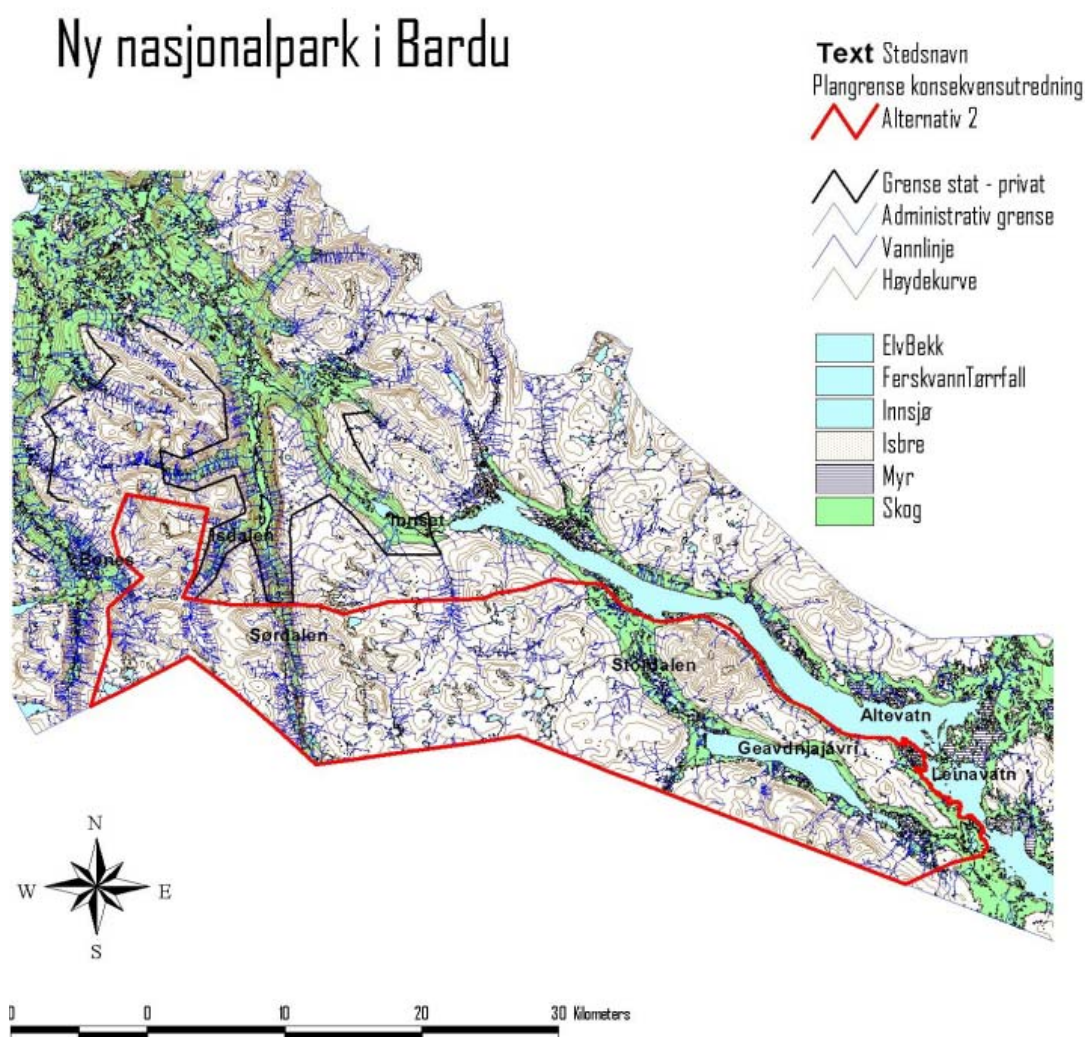 Ny nasjonalpark i Bardu
Text Stedsnavn
Plangrense konsekvensutredning
Alternativ 2
Grense stat - privat
Administrativ grense
Vannlinje
Høydekurve
ElvBekk
FerskvannTørrfall
Innsjø
Isbre
Myr
Skog
Innset
Isdalen
Bones
Sørdalen
Stordalen
Altevatn
Geavdnjajávri
Leinavatn
N
W E
S
0 0 10 20 30 Kilometers